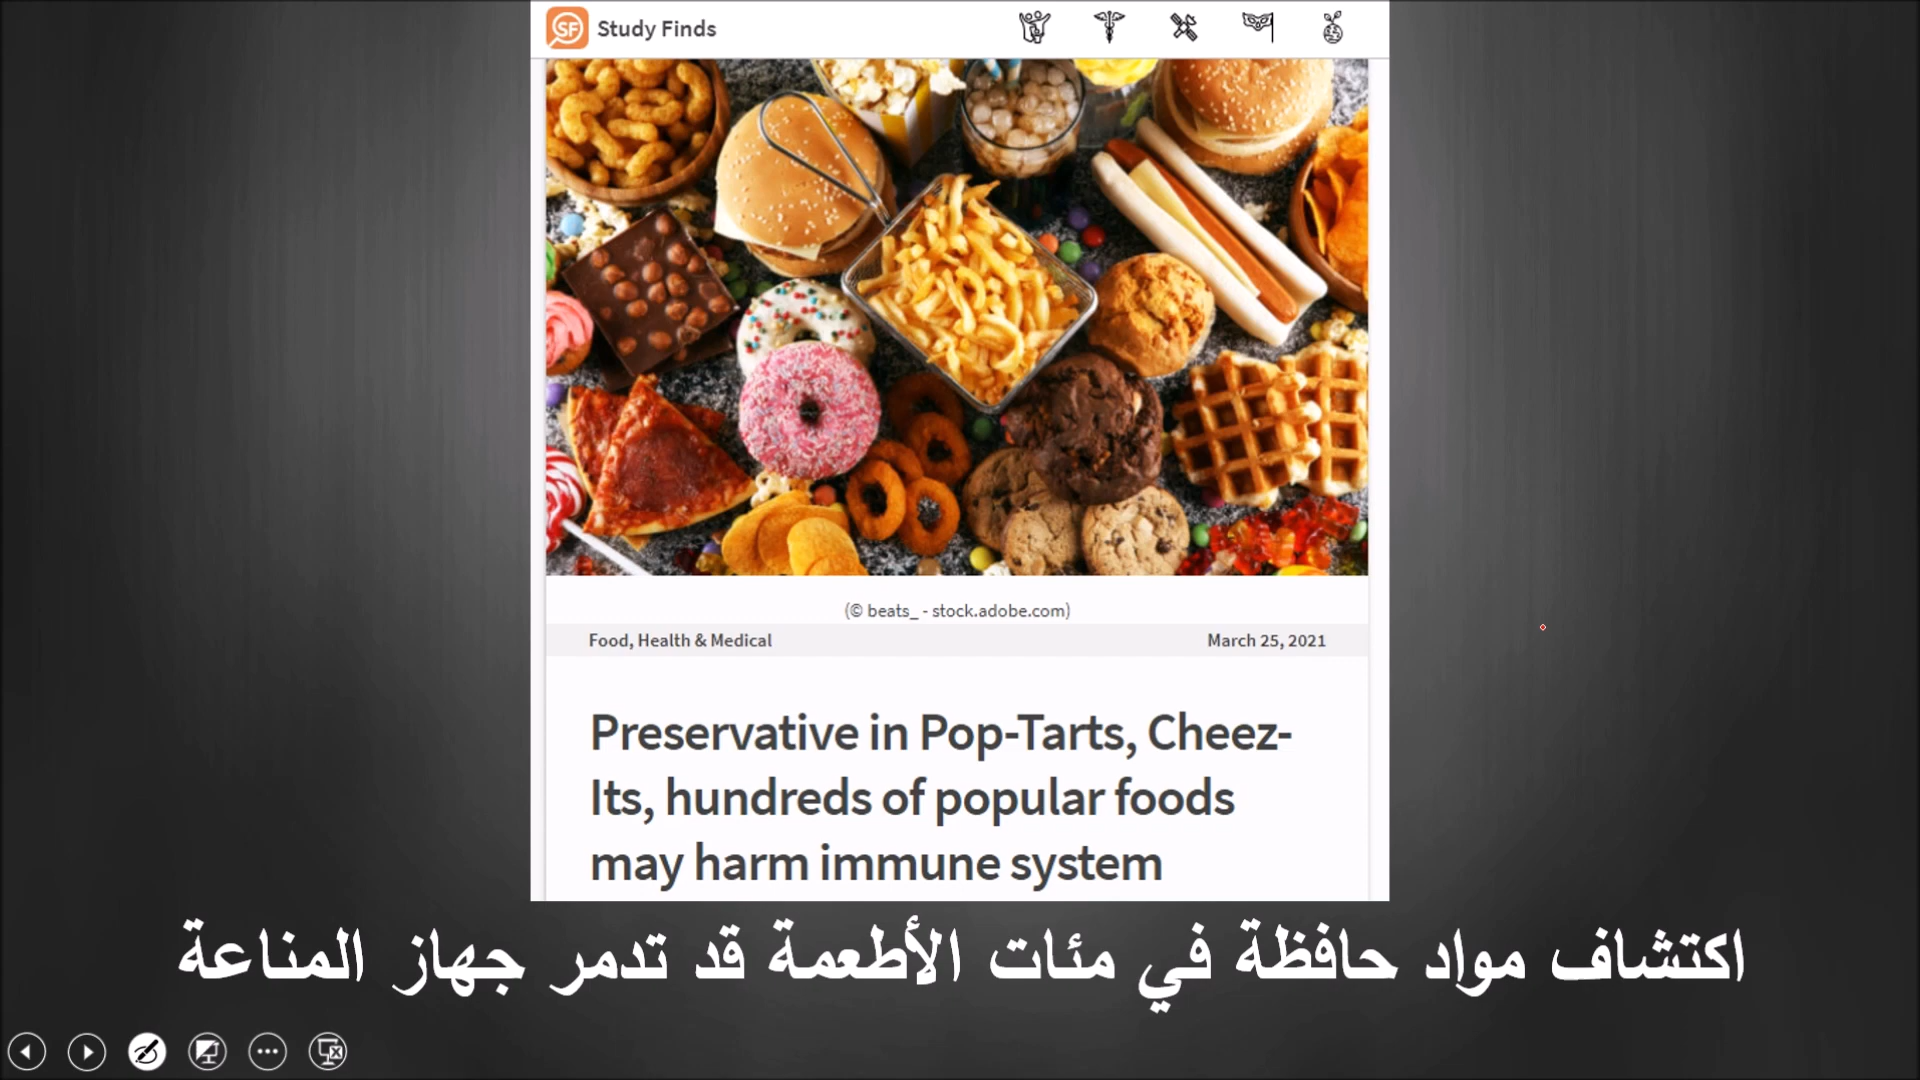 SF Study Finds
(© beats_ - stock.adobe.com)
Food, Health & Medical March 25, 2021
Preservative in Pop-Tarts, Cheez-
Its, hundreds of popular foods
may harm immune system
اكتشاف مواد حافظة في مئات الأطعمة قد تدمر جهاز المناعة